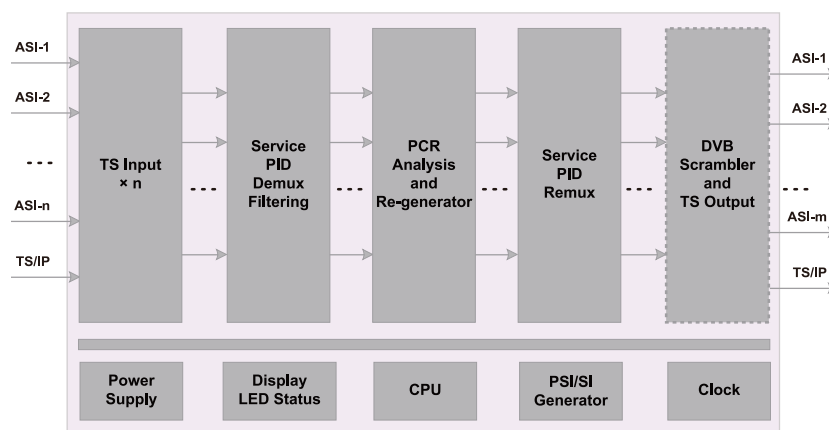 ASI-1
ASI-2
ASI-n
TS/IP
TS Input
× n
Service
PID
Demux
Filtering
PCR
Analysis
and
Re-generator
Service
PID
Remux
DVB
Scrambler
and
TS Output
ASI-1
ASI-2
ASI-m
TS/IP
Power
Supply
Display
LED Status
CPU
PSI/SI
Generator
Clock